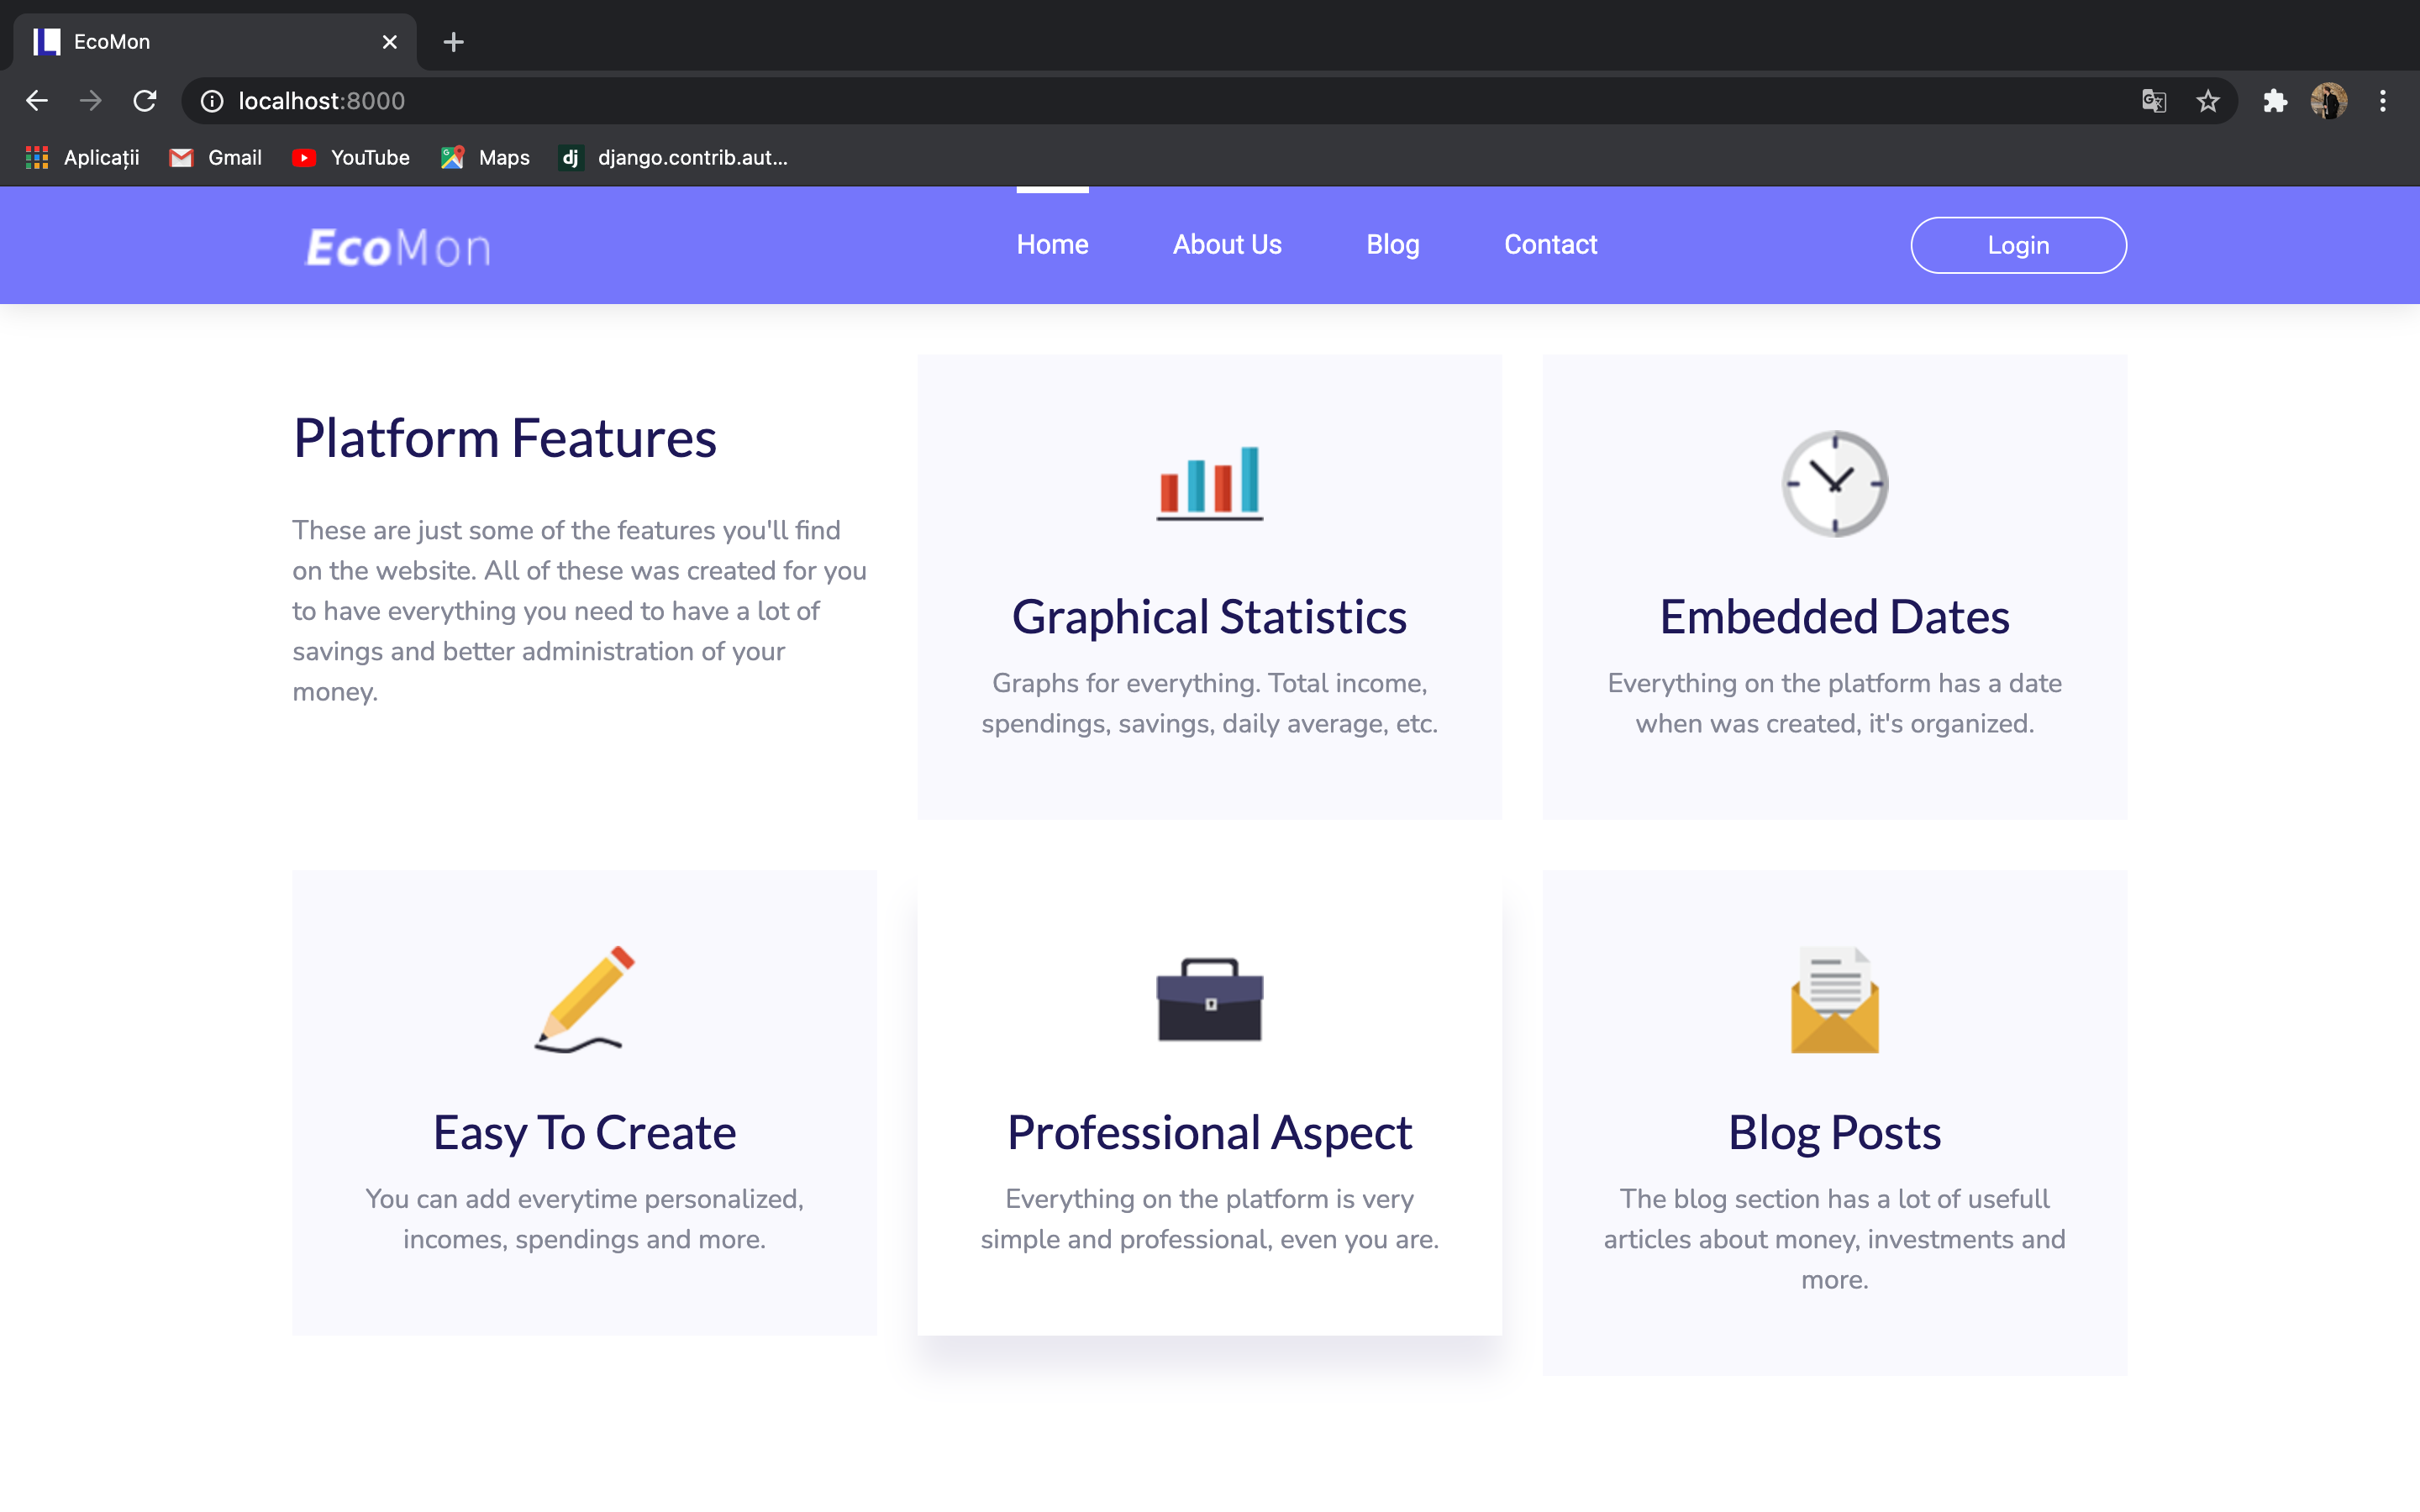 EcoMon
localhost:8000
Aplicații Gmail YouTube Maps dj django.contrib.aut...
EcoMon Home About Us Blog Contact Login
Platform Features
These are just some of the features you'll find
on the website. All of these was created for you
to have everything you need to have a lot of
savings and better administration of your
money.
Graphical Statistics
Graphs for everything. Total income,
spendings, savings, daily average, etc.
Embedded Dates
Everything on the platform has a date
when was created, it's organized.
Easy To Create
You can add everytime personalized,
incomes, spendings and more.
Professional Aspect
Everything on the platform is very
simple and professional, even you are.
Blog Posts
The blog section has a lot of usefull
articles about money, investments and
more.